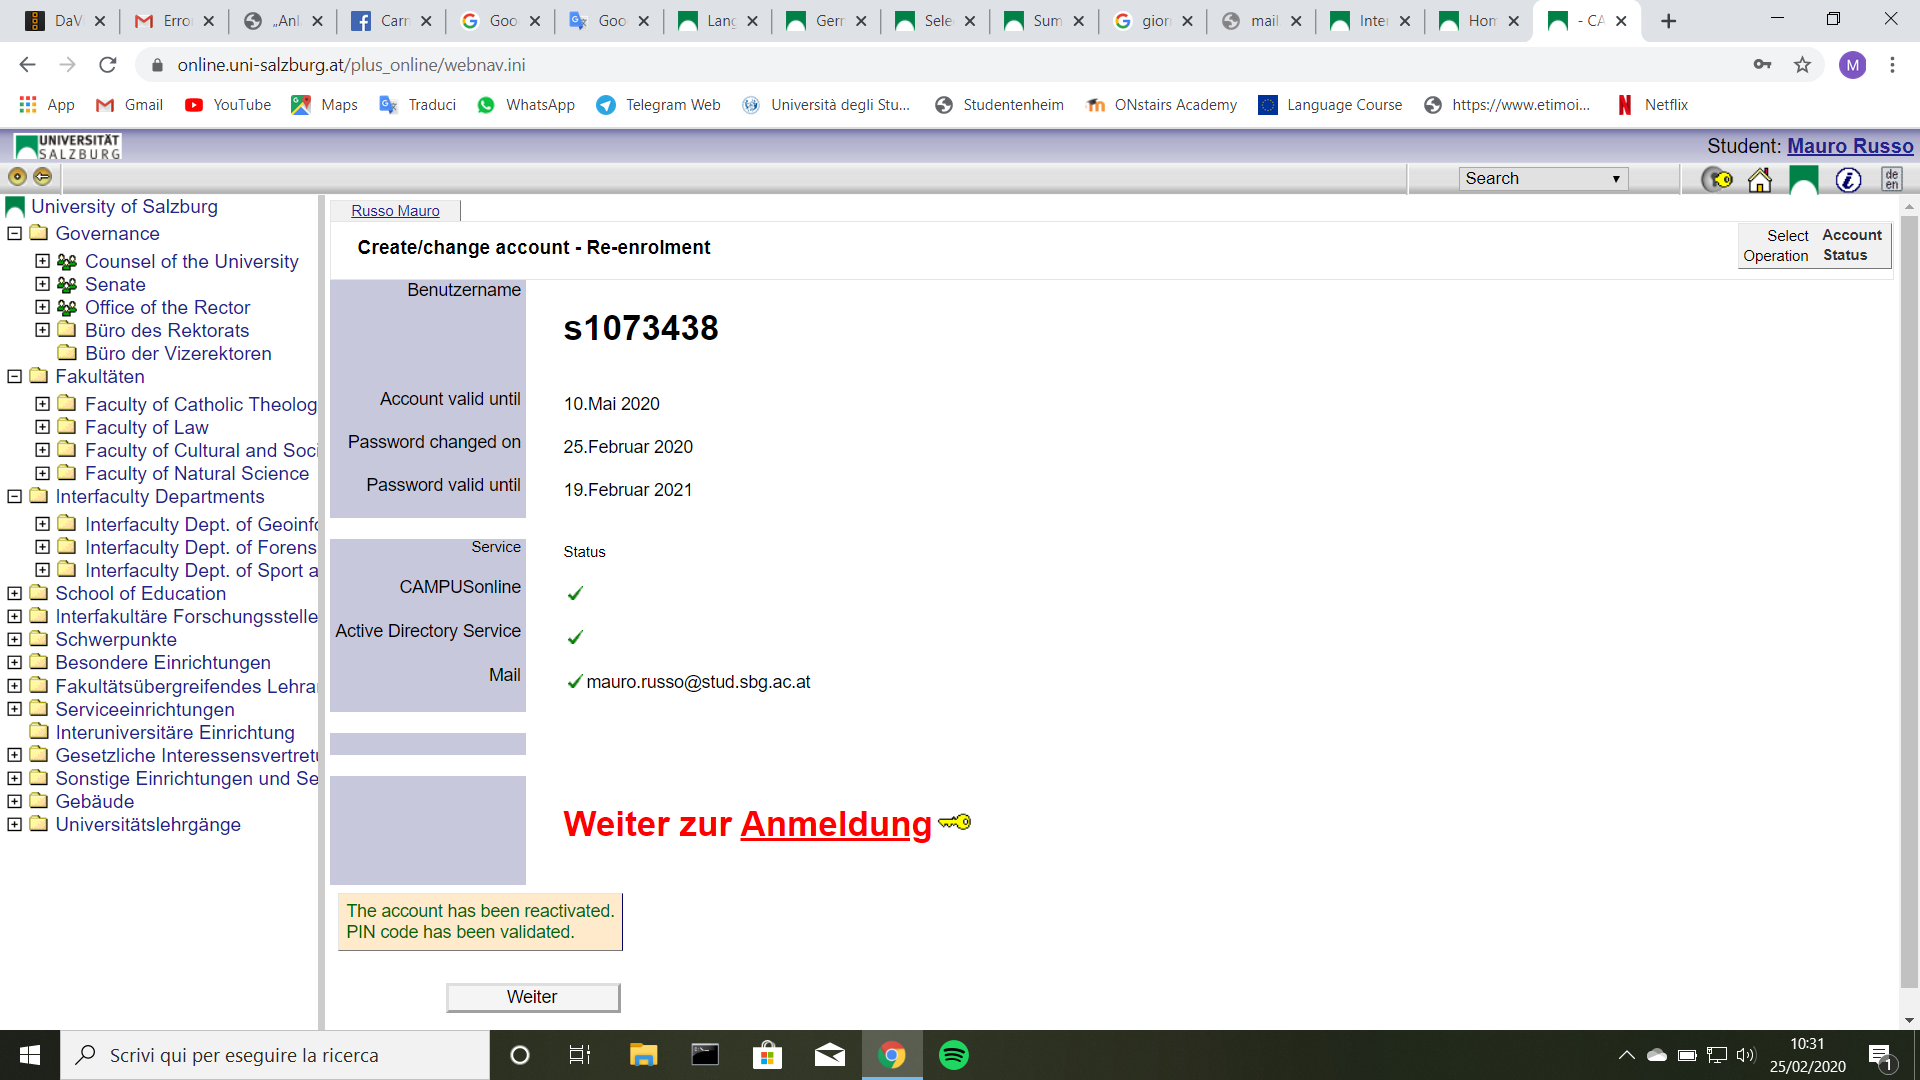 DaV
Erro
„Anl
Carr
Goo
Goo
Lang
Gerr
Sele
Sum
gior
mail
Inter
Hom
- CA
online.uni-salzburg.at/plus_online/webnav.ini
M
App
Gmail
YouTube
Maps
Traduci
WhatsApp
Telegram Web
Università degli Stu...
Studentenheim
ONstairs Academy
Language Course
https://www.etimoi...
Netflix
UNIVERSITÄT
SALZBURG
Student: Mauro Russo
Search
de
en
University of Salzburg
Governance
Counsel of the University
Senate
Office of the Rector
Büro des Rektorats
Büro der Vizerektoren
Fakultäten
Faculty of Catholic Theolog
Faculty of Law
Faculty of Cultural and Soci
Faculty of Natural Science
Interfaculty Departments
Interfaculty Dept. of Geoinfo
Interfaculty Dept. of Forens
Interfaculty Dept. of Sport a
School of Education
Interfakultäre Forschungsstelle
Schwerpunkte
Besondere Einrichtungen
Fakultätsübergreifendes Lehrar
Serviceeinrichtungen
Interuniversitäre Einrichtung
Gesetzliche Interessensvertretu
Sonstige Einrichtungen und Se
Gebäude
Universitätslehrgänge
Russo Mauro
Create/change account - Re-enrolment
Select Operation
Account Status
Benutzername
s1073438
Account valid until
10.Mai 2020
Password changed on
25.Februar 2020
Password valid until
19.Februar 2021
Service
Status
CAMPUSonline
Active Directory Service
Mail
mauro.russo@stud.sbg.ac.at
Weiter zur Anmeldung
The account has been reactivated.
PIN code has been validated.
Weiter
Scrivi qui per eseguire la ricerca
10:31
25/02/2020
1